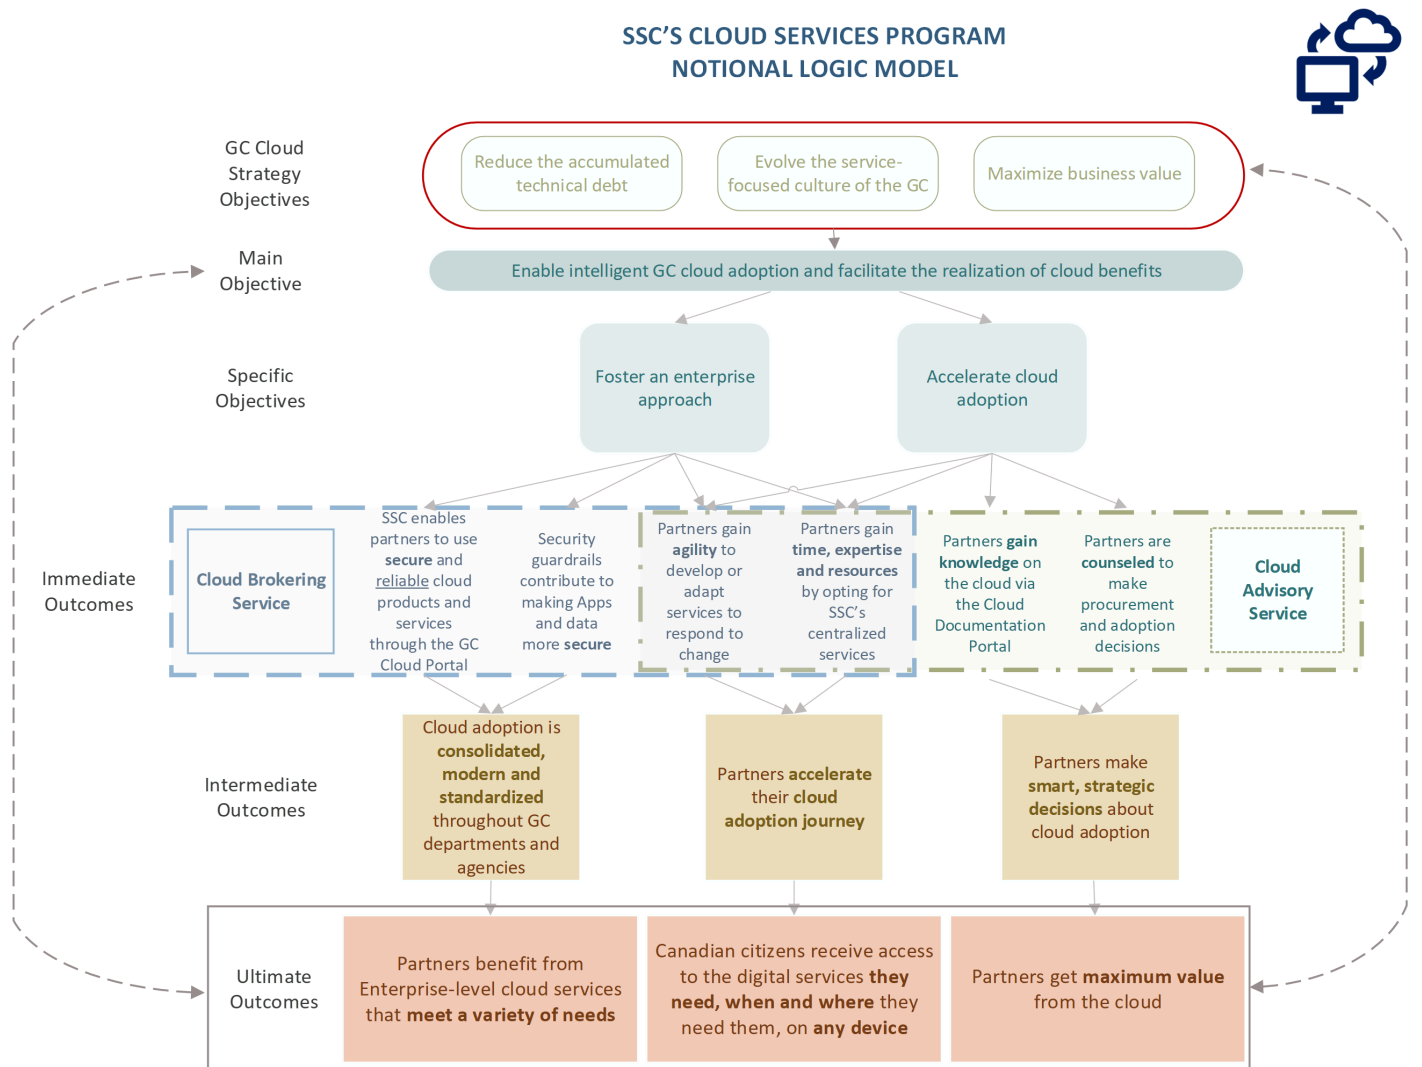 SSC’S CLOUD SERVICES PROGRAM
NOTIONAL LOGIC MODEL
GC Cloud
Strategy
Objectives
Reduce the accumulated
technical debt
Evolve the service-
focused culture of the GC
Maximize business value
Main
Objective
Enable intelligent GC cloud adoption and facilitate the realization of cloud benefits
Specific
Objectives
Foster an enterprise
approach
Accelerate cloud
adoption
Immediate
Outcomes
Cloud Brokering
Service
SSC enables
partners to use
secure and
reliable cloud
products and
services
through the GC
Cloud Portal
Security
guardrails
contribute to
making Apps
and data
more secure
Partners gain
agility to
develop or
adapt
services to
respond to
change
Partners gain
time, expertise
and resources
by opting for
SSC’s
centralized
services
Partners gain
knowledge on
the cloud via
the Cloud
Documentation
Portal
Partners are
counseled to
make
procurement
and adoption
decisions
Cloud
Advisory
Service
Intermediate
Outcomes
Cloud adoption is
consolidated,
modern and
standardized
throughout GC
departments and
agencies
Partners accelerate
their cloud
adoption journey
Partners make
smart, strategic
decisions about
cloud adoption
Ultimate
Outcomes
Partners benefit from
Enterprise-level cloud services
that meet a variety of needs
Canadian citizens receive access
to the digital services they
need, when and where they
need them, on any device
Partners get maximum value
from the cloud